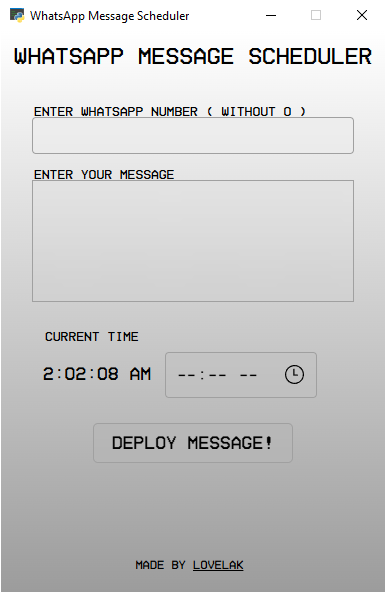 WhatsApp Message Scheduler
WHATSAPP MESSAGE SCHEDULER
ENTER WHATSAPP NUMBER ( WITHOUT 0 )
ENTER YOUR MESSAGE
CURRENT TIME
2:02:08 AM --:-- --
DEPLOY MESSAGE!
MADE BY LOVELAK